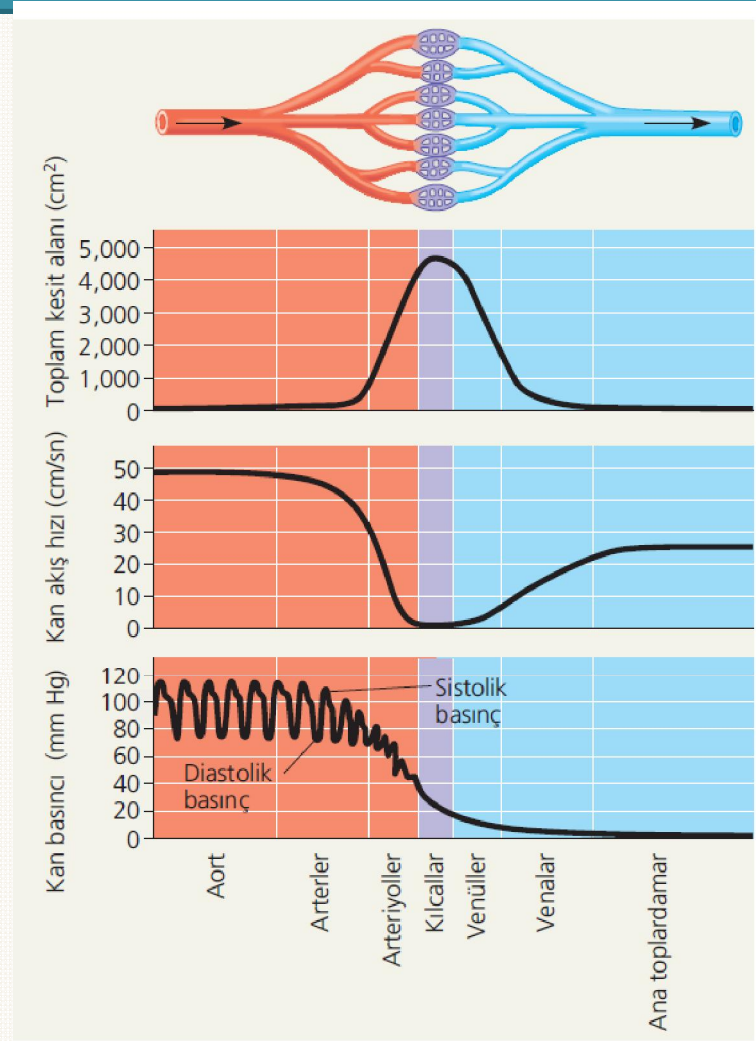 Toplam kesit alanı (cm²)
5,000
4,000
3,000
2,000
1,000
0
Kan akış hızı (cm/sn)
50
40
30
20
10
0
Kan basıncı (mm Hg)
120
100
80
60
40
20
0
Sistolik
basınç
Diastolik
basınç
Aort
Arterler
Arteriyoller
Kılcallar
Venüller
Venalar
Ana toplardamar